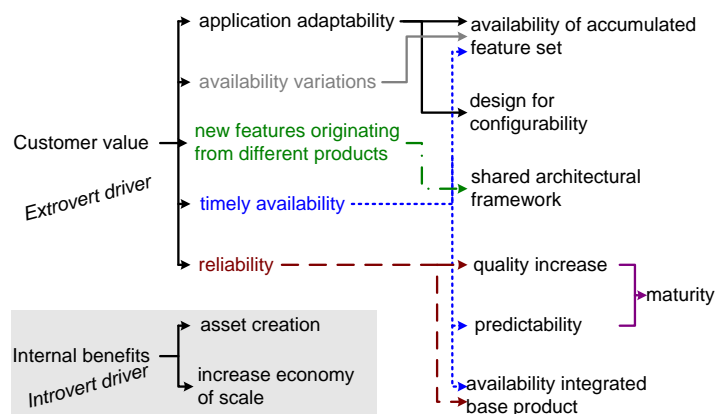 application adaptability
availability of accumulated
feature set
availability variations
design for
configurability
Customer value
new features originating
from different products
Extrovert driver
shared architectural
framework
timely availability
reliability
quality increase
maturity
asset creation
predictability
Internal benefits
Introvert driver
increase economy
of scale
availability integrated
base product